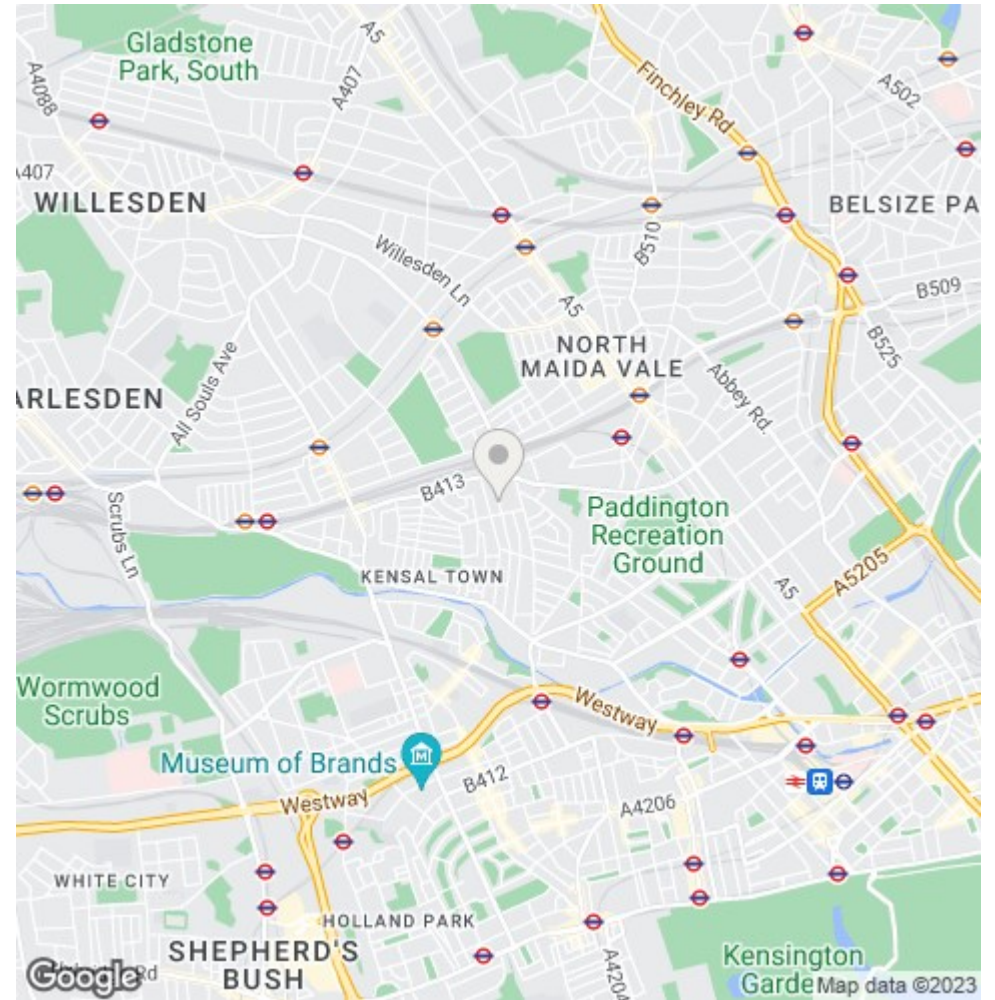 Gladstone
Park, South
A5
A4088
A407
Finchley Rd
A502
A407
WILLESDEN
BELSIZE PA
B510
Willesden Ln
A5
B509
NORTH
MAIDA VALE
B525
Abbey Rd.
ARLESDEN
All Souls Ave
B413
Scrubs Ln
Paddington
Recreation
Ground
KENSAL TOWN
A5205
A5
Wormwood
Scrubs
Westway
Museum of Brands
B412
Westway
A4206
WHITE CITY
HOLLAND PARK
SHEPHERD'S
BUSH
A4204
Kensington
Garde
Rd
Google
Map data ©2023